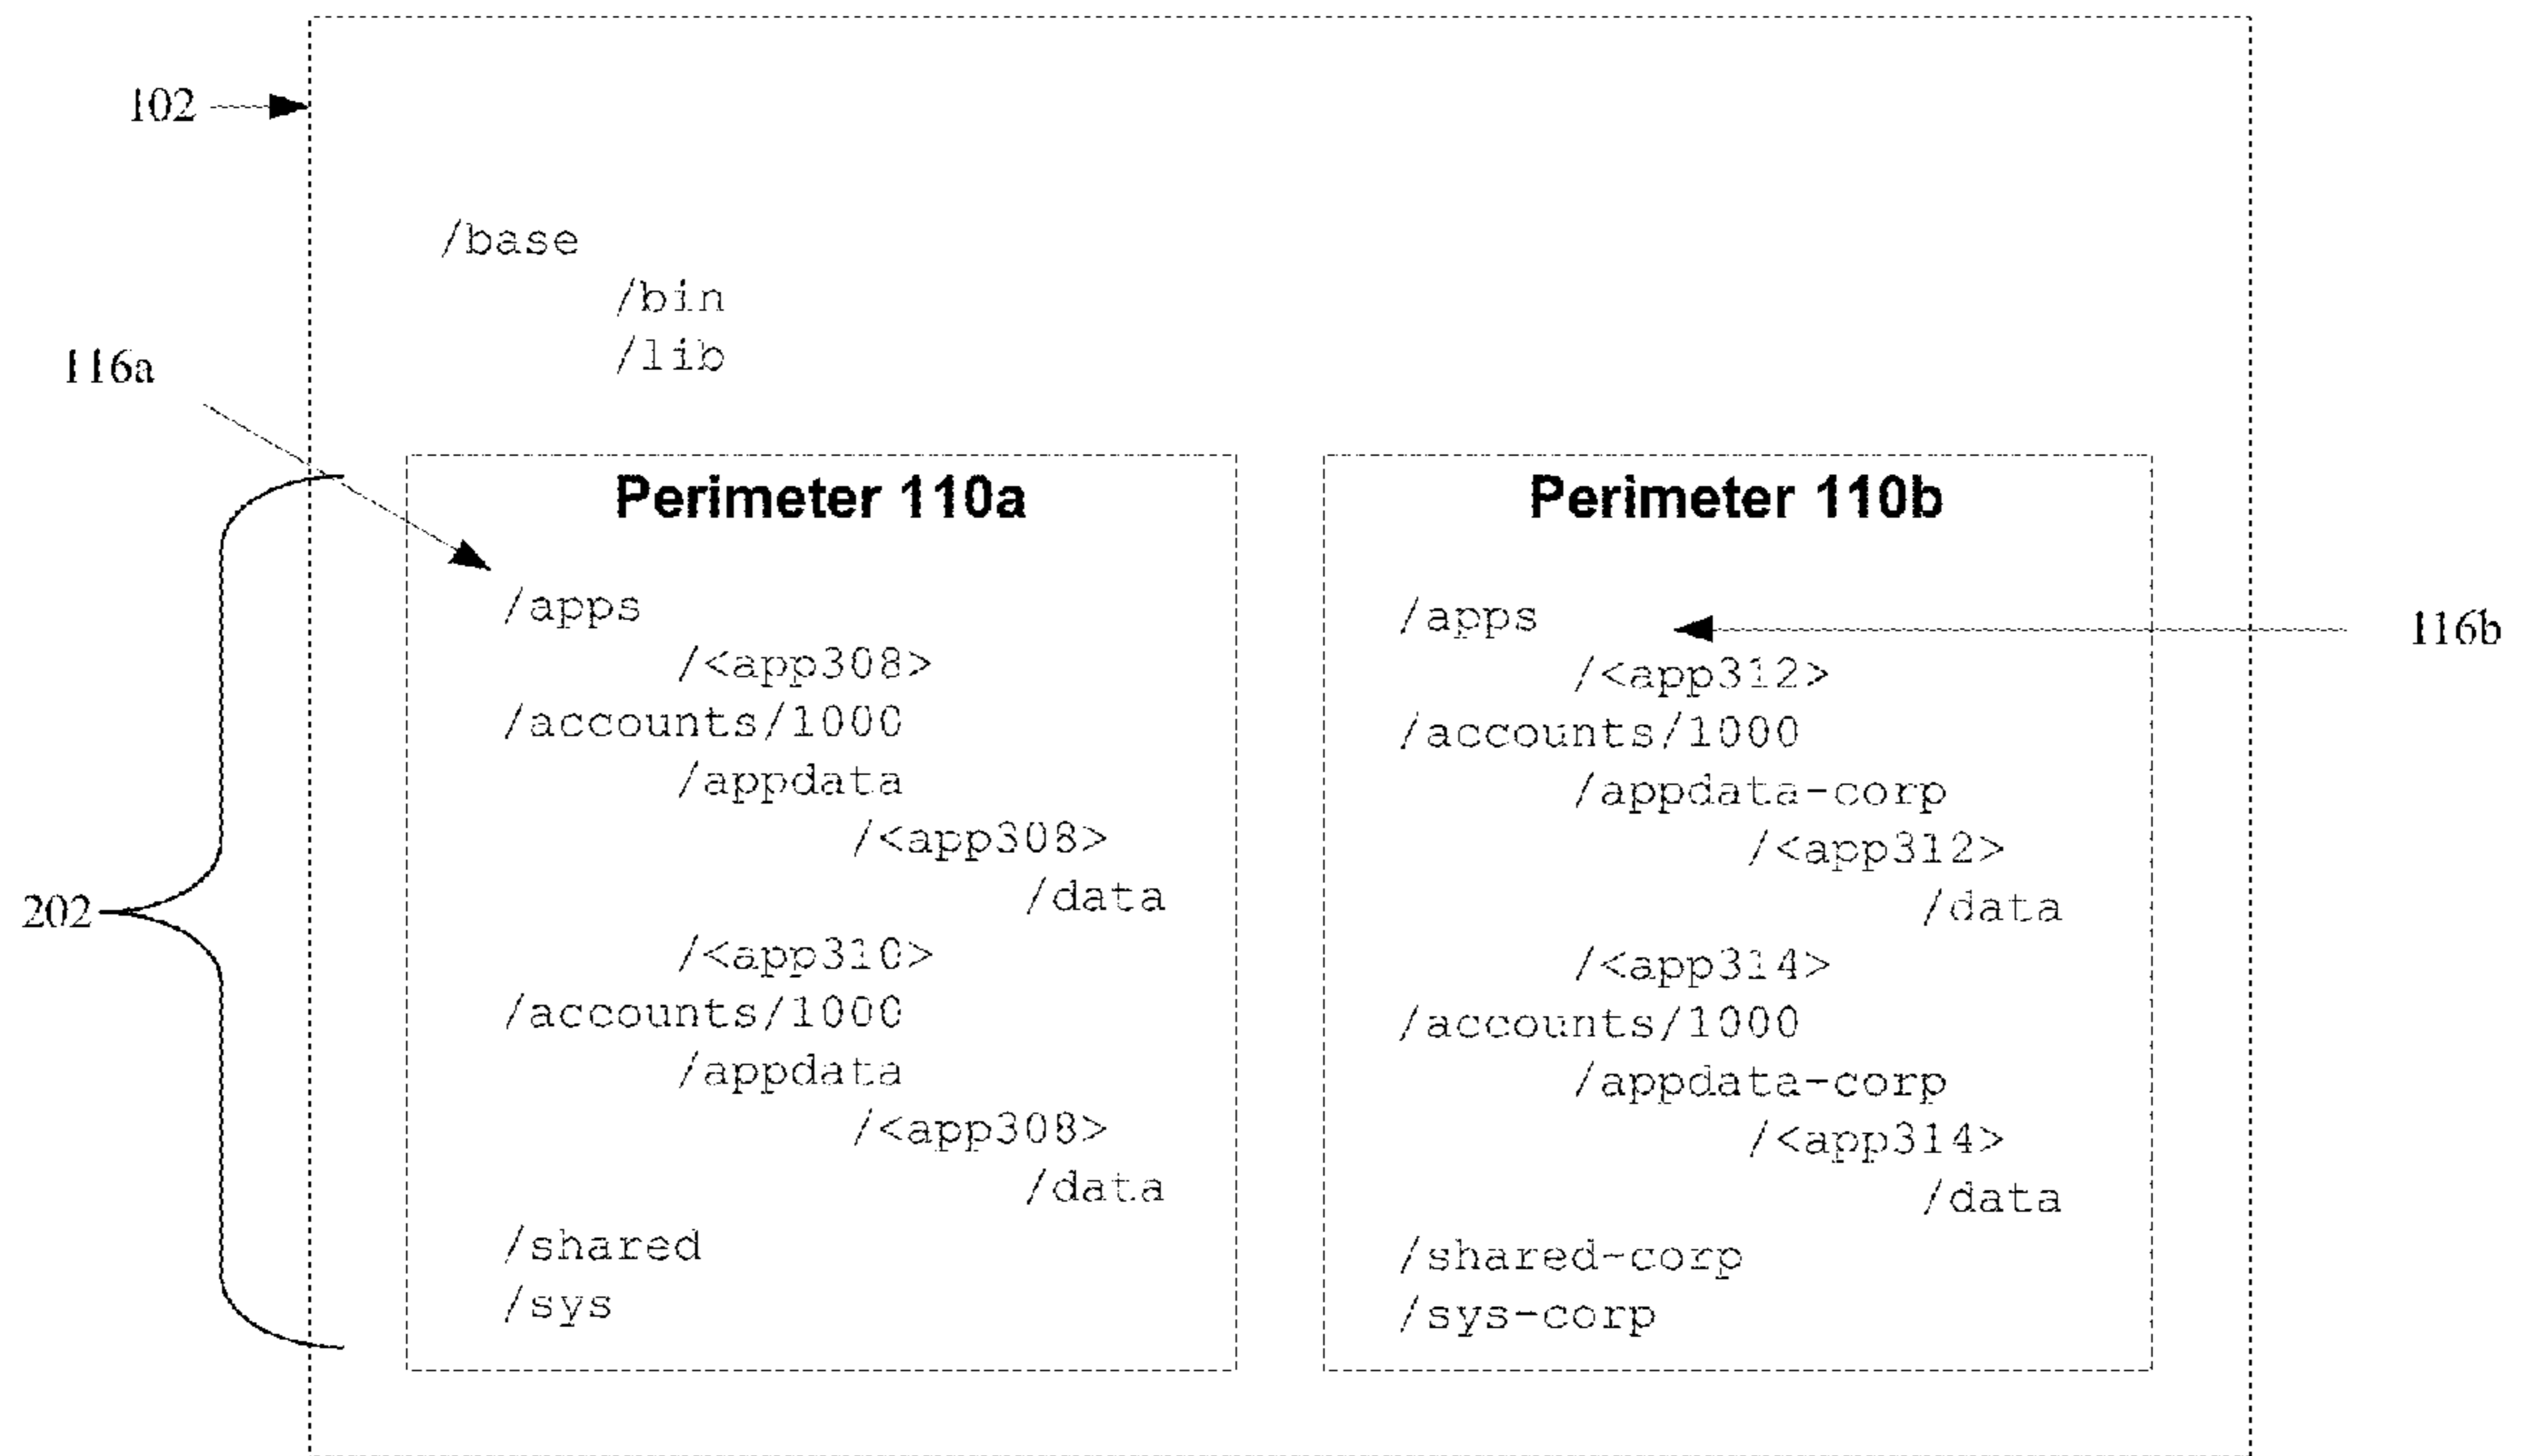 102
/base
/bin
/lib
116a
Perimeter 110a
/apps
/<app308>
/accounts/1000
/appdata
/<app308>
/data
/<app310>
/accounts/1000
/appdata
/<app308>
/data
/shared
/sys
Perimeter 110b
/apps
/<app312>
/accounts/1000
/appdata-corp
/<app312>
/data
/<app314>
/accounts/1000
/appdata-corp
/<app314>
/data
/shared-corp
/sys-corp
116b
202